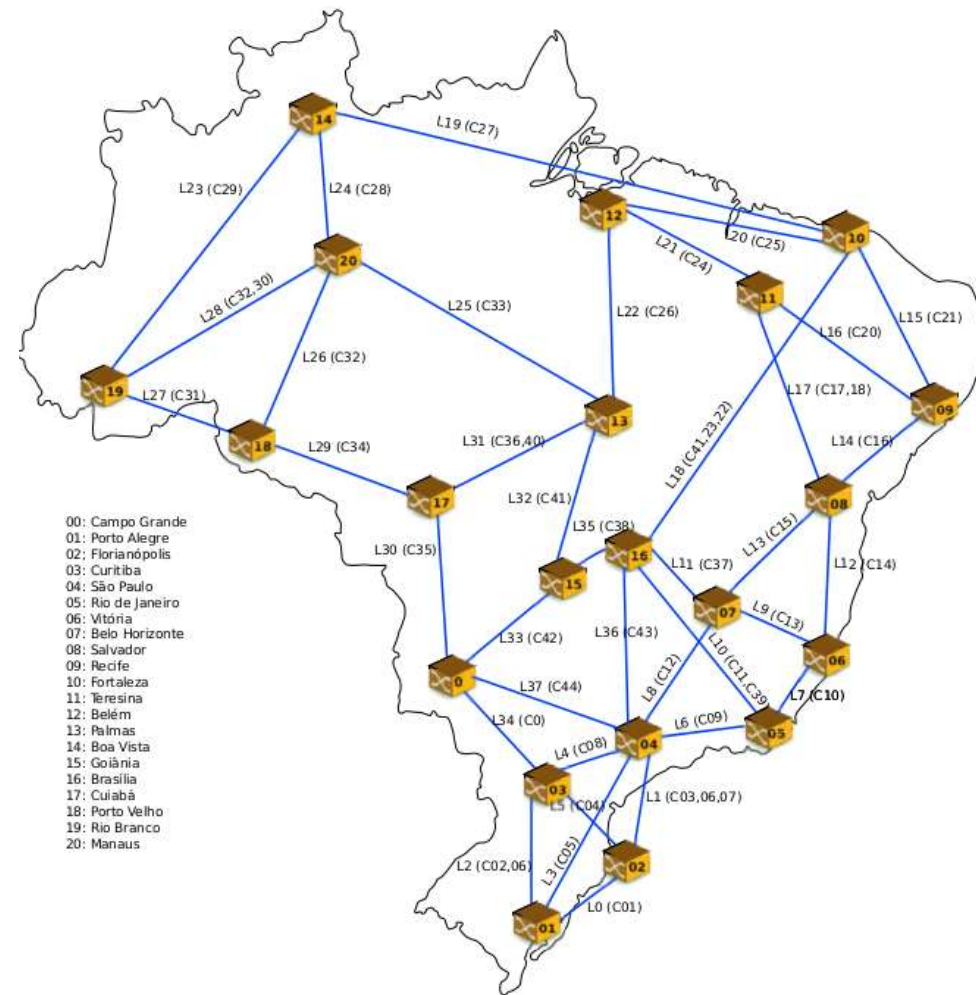 14
L19 (C27)
L23 (C29)
L24 (C28)
12
L20 (C25)
10
L21 (C24)
20
11
L28 (C32,30)
L25 (C33)
L22 (C26)
L15 (C21)
L16 (C20)
L26 (C32)
19
L27 (C31)
L17 (C17,18)
09
13
L18 (C41,23,22)
L14 (C16)
18
L29 (C34)
L31 (C36,40)
17
08
L32 (C41)
L35 (C38)
16
L13 (C15)
L11 (C37)
L12 (C14)
L30 (C35)
15
07
L9 (C13)
L36 (C43)
L33 (C42)
L10 (C11,C39)
06
0
L37 (C44)
L8 (C12)
L7 (C10)
L34 (C0)
L6 (C09)
05
04
L4 (C08)
03
L5 (C04)
L1 (C03,06,07)
L2 (C02,06)
L3 (C05)
02
L0 (C01)
01
00: Campo Grande
01: Porto Alegre
02; Florianópolis
03: Curitiba
04: São Paulo
05: Rio de Janeiro
06: Vitória
07: Belo Horizonte
08: Salvador
09: Recife
10: Fortaleza
11: Teresina
12: Belém
13: Palmas
14: Boa Vista
15: Goiânia
16: Brasília
17: Cuiabá
18: Porto Velho
19: Rio Branco
20: Manaus